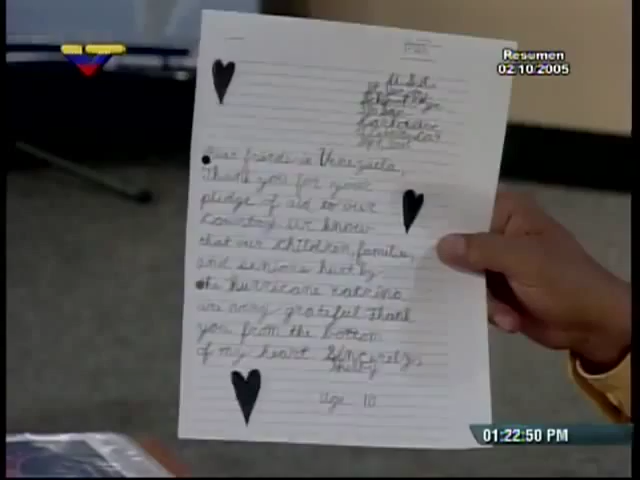 Resumen
02/10/2005
U.S.A.
Dear friends in Venezuela,
Thank you for your
pledge of aid to our
country we know
that our children, familie,
and seniors hurt by
the hurricane katrina
are very grateful thank
you from the bottom
of my heart Sincerely,
Age 10
01:22:50 PM